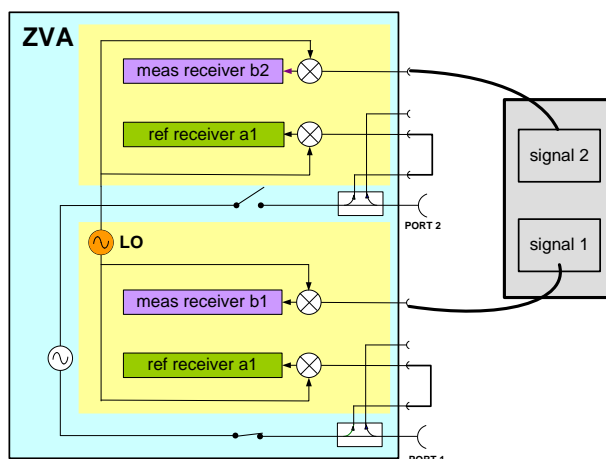 ZVA
meas receiver b2
ref receiver a1
signal 2
PORT 2
signal 1
LO
meas receiver b1
ref receiver a1
PORT 1